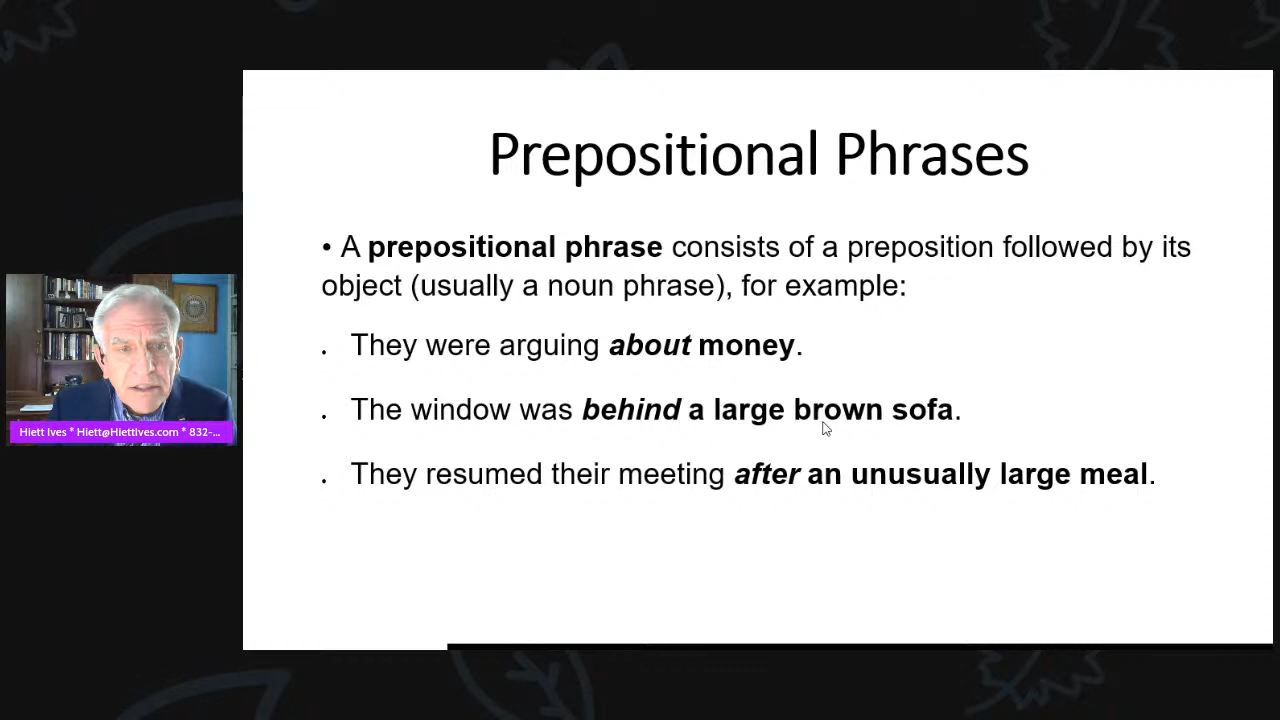 Prepositional Phrases
• A prepositional phrase consists of a preposition followed by its
object (usually a noun phrase), for example:
• They were arguing about money.
• The window was behind a large brown sofa.
• They resumed their meeting after an unusually large meal.
Hiett Ives * Hiett@HiettIves.com * 832-...